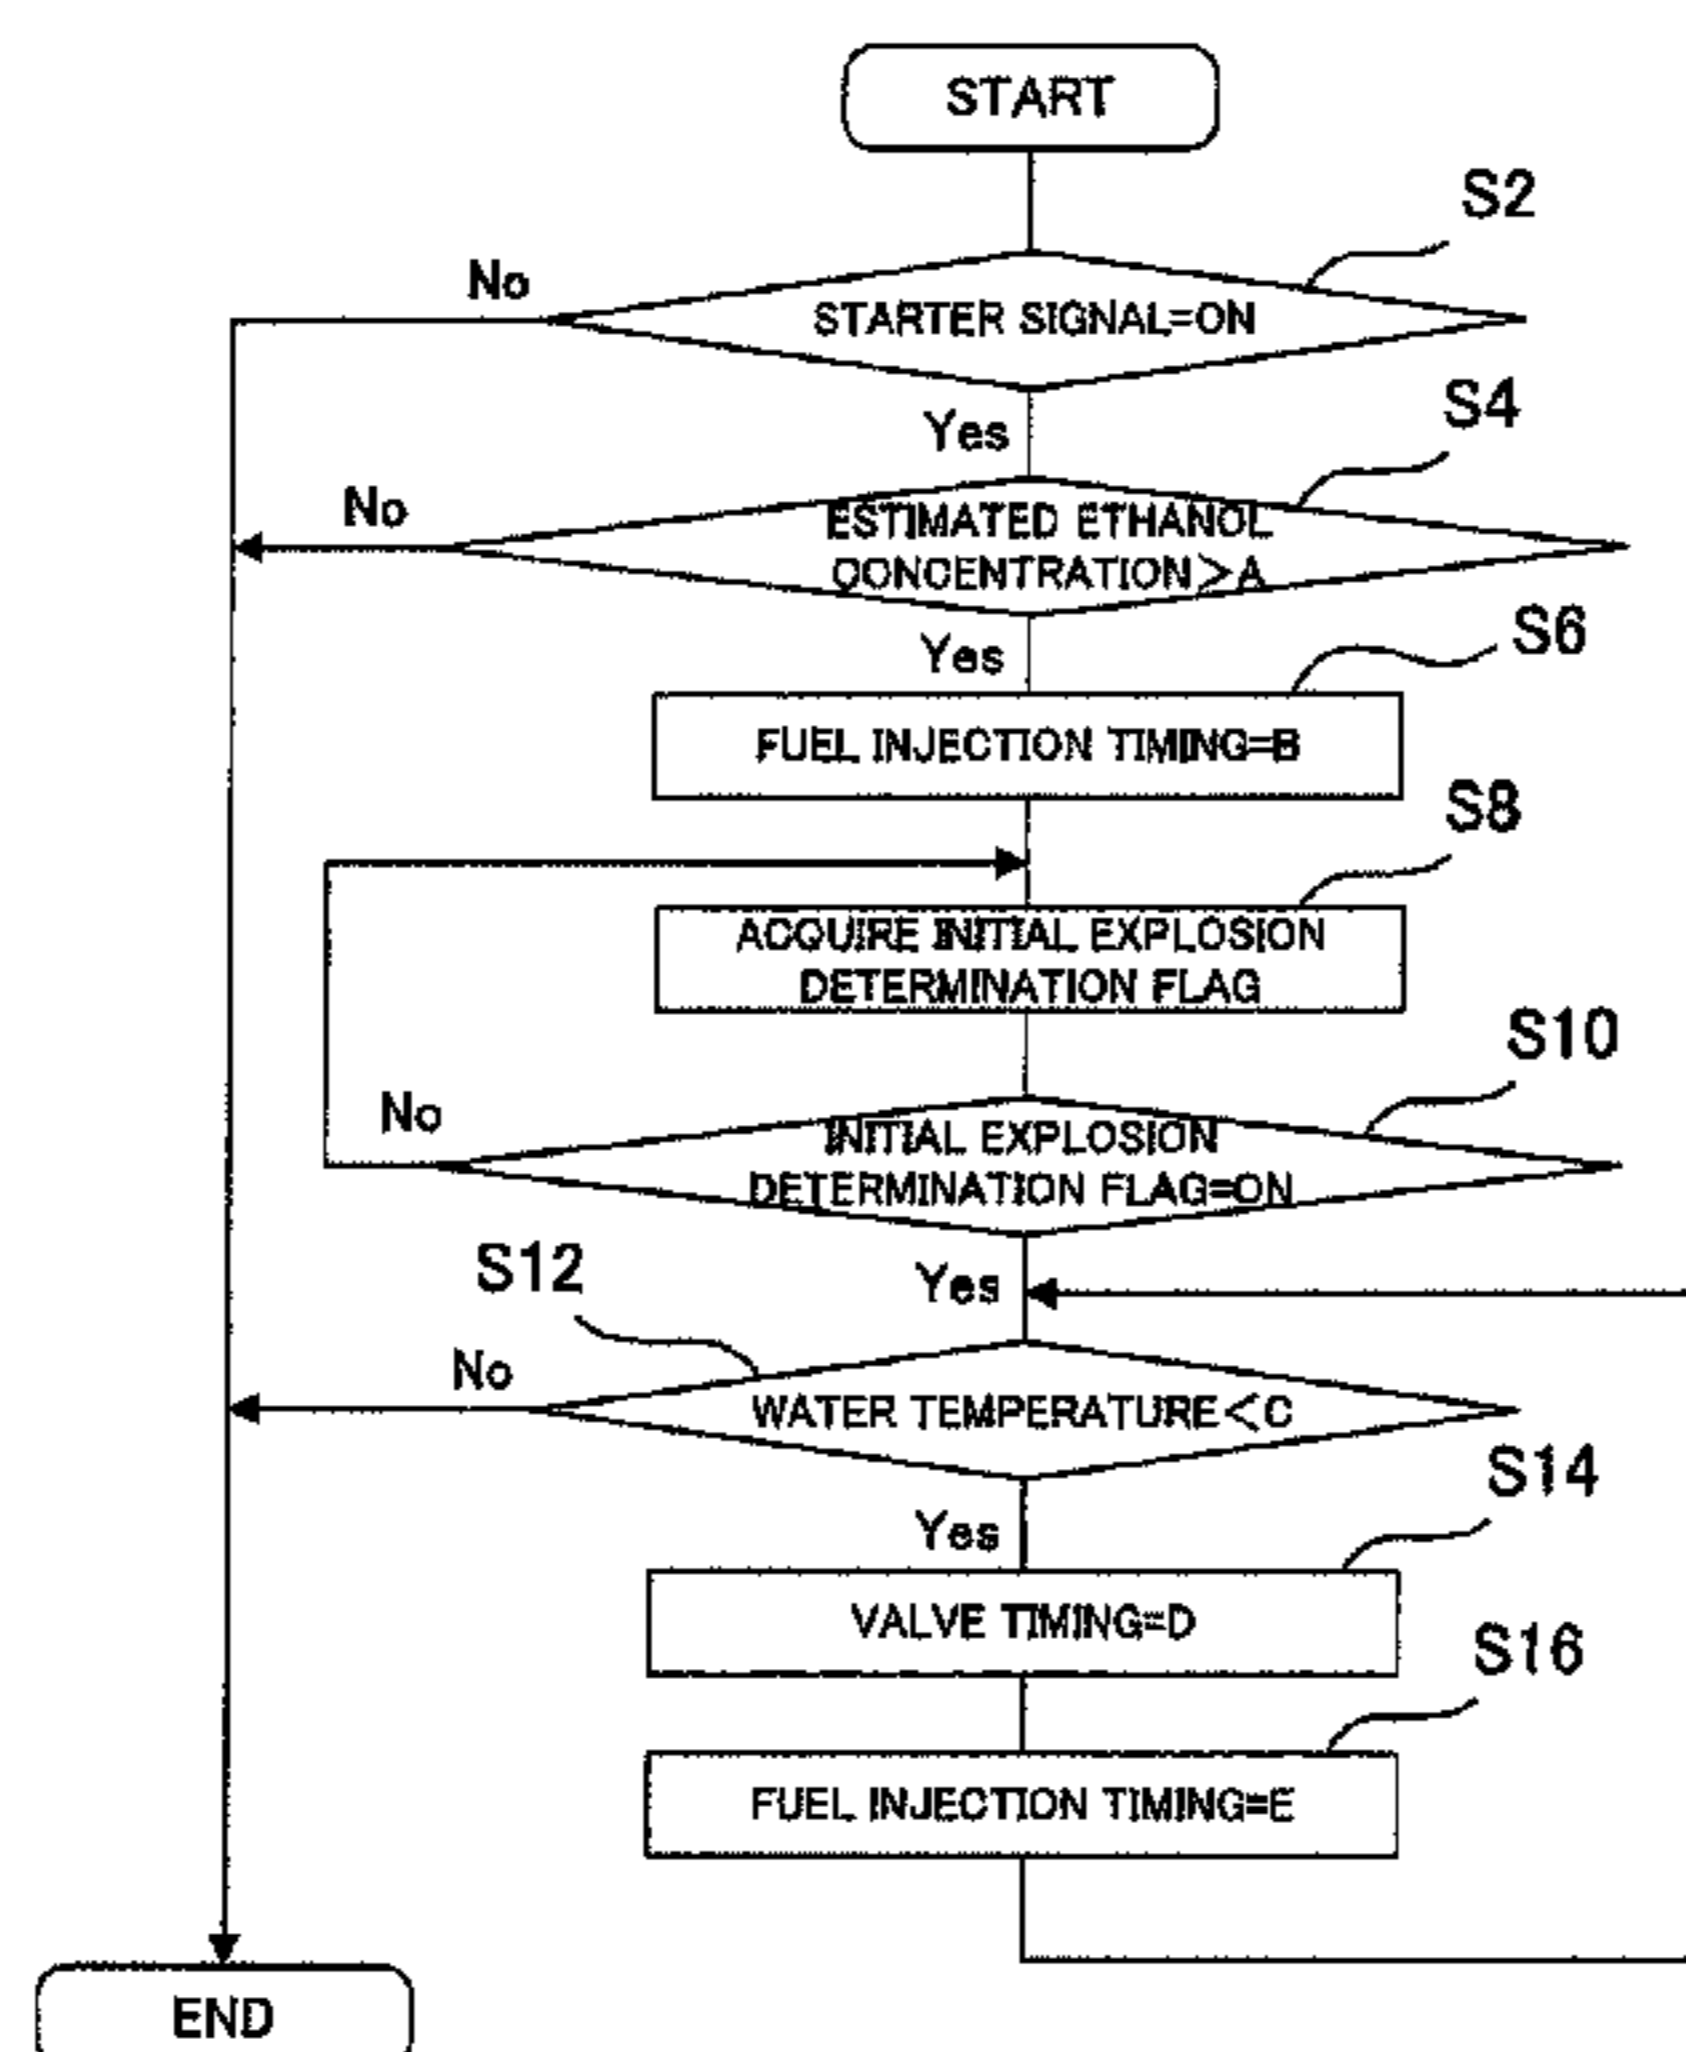 START
S2
No
STARTER SIGNAL=ON
Yes
S4
No
ESTIMATED ETHANOL
CONCENTRATION>A
Yes
S6
FUEL INJECTION TIMING=B
S8
ACQUIRE INITIAL EXPLOSION
DETERMINATION FLAG
S10
No
INITIAL EXPLOSION
DETERMINATION FLAG=ON
Yes
S12
No
WATER TEMPERATURE<C
Yes
S14
VALVE TIMING=D
S16
FUEL INJECTION TIMING=E
END